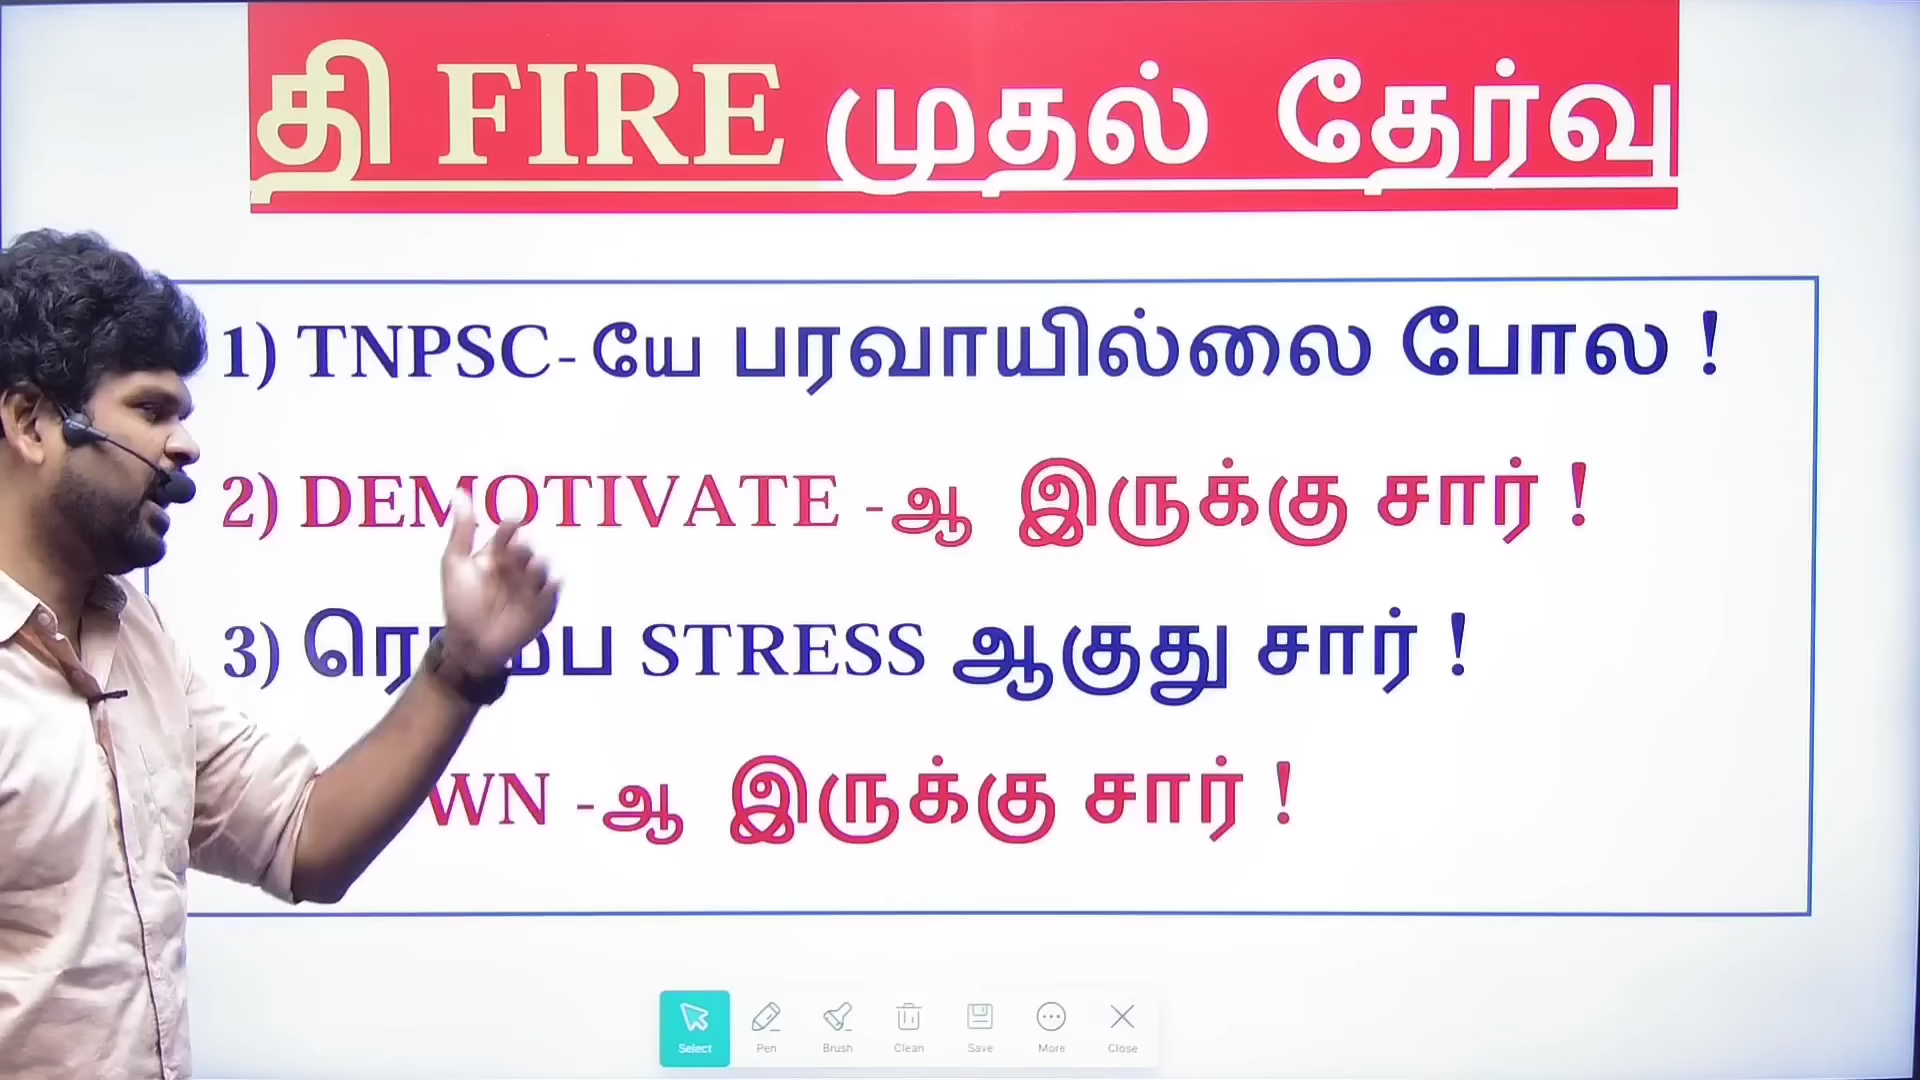 தி FIRE முதல் தேர்வு
1) TNPSC- யே பரவாயில்லை போல !
2) DEMOTIVATE -ஆ இருக்கு சார் !
3) STRESS ஆகுது சார் !
-ஆ இருக்கு சார் !
Select Pen Brush Clean Save More Close